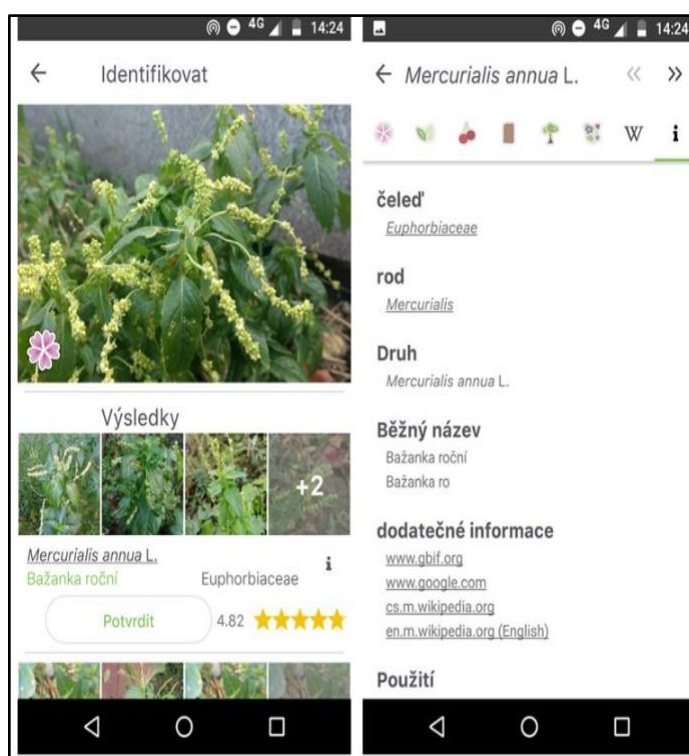 4G 14:24
Identifikovat
Výsledky
+2
Mercurialis annua L.
Bažanka roční Euphorbiaceae
Potvrdit 4.82
4G 14:24
Mercurialis annua L.
W i
čeleď
Euphorbiaceae
rod
Mercurialis
Druh
Mercurialis annua L.
Běžný název
Bažanka roční
Bažanka ro
dodatečné informace
www.gbif.org
www.google.com
cs.m.wikipedia.org
en.m.wikipedia.org (English)
Použití